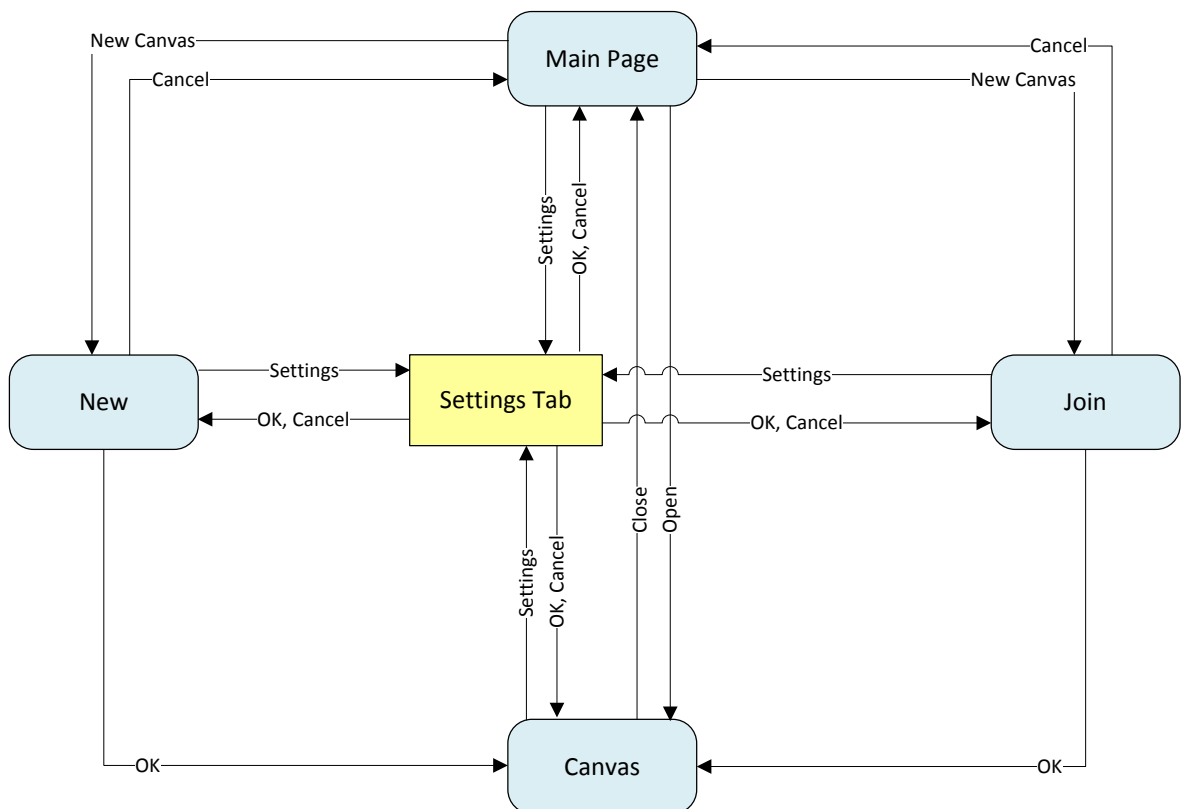 New Canvas
Main Page
Cancel
Cancel
New Canvas
Settings
OK, Cancel
Settings
Settings
New
Settings Tab
Join
OK, Cancel
OK, Cancel
Close
Open
Settings
OK, Cancel
OK
Canvas
OK